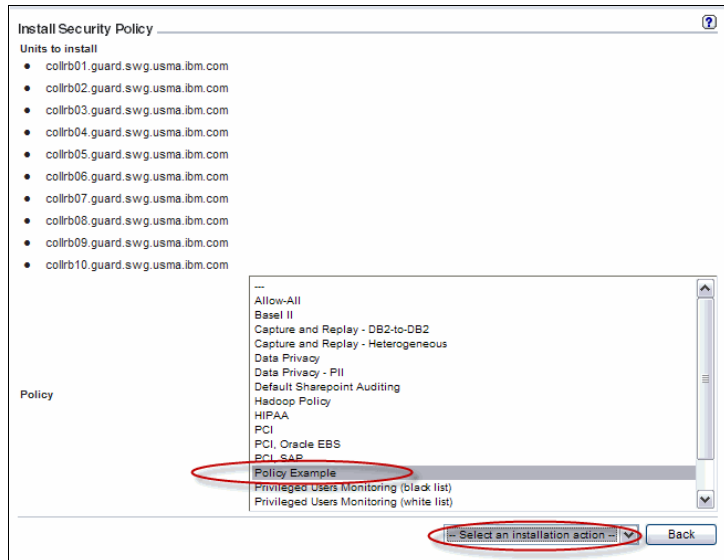 Install Security Policy
?
Units to install
• collrb01.guard.swg.usma.ibm.com
• collrb02.guard.swg.usma.ibm.com
• collrb03.guard.swg.usma.ibm.com
• collrb04.guard.swg.usma.ibm.com
• collrb05.guard.swg.usma.ibm.com
• collrb06.guard.swg.usma.ibm.com
• collrb07.guard.swg.usma.ibm.com
• collrb08.guard.swg.usma.ibm.com
• collrb09.guard.swg.usma.ibm.com
• collrb10.guard.swg.usma.ibm.com
Policy
---
Allow-All
Basel II
Capture and Replay - DB2-to-DB2
Capture and Replay - Heterogeneous
Data Privacy
Data Privacy - PII
Default Sharepoint Auditing
Hadoop Policy
HIPAA
PCI
PCI, Oracle EBS
PCI, SAP
Policy Example
Privileged Users Monitoring (black list)
Privileged Users Monitoring (white list)
-- Select an installation action --
Back